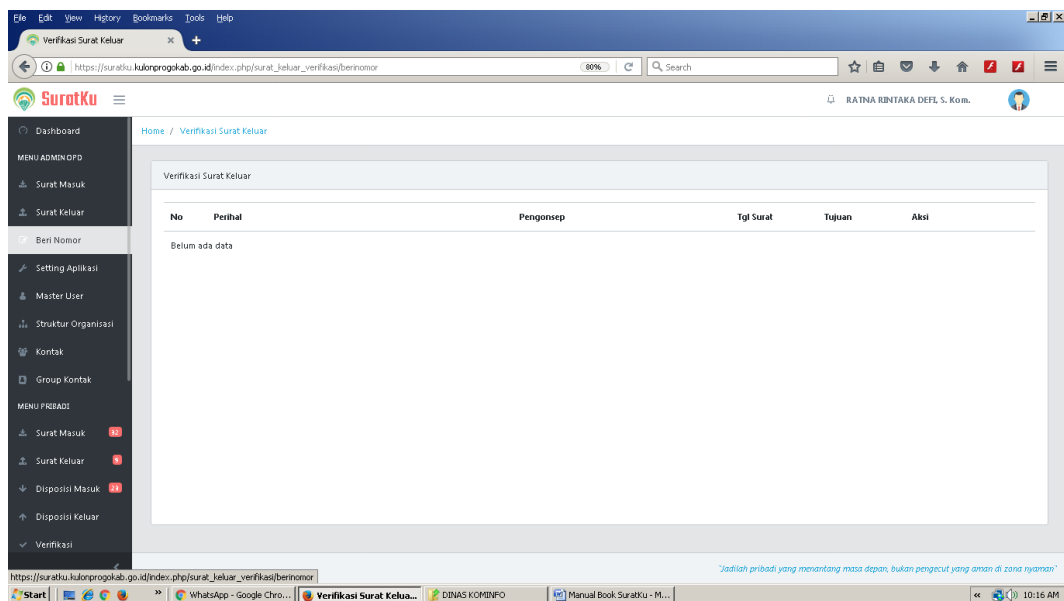 File Edit View History Bookmarks Tools Help
Verifikasi Surat Keluar
https://suratku.kulonprogokab.go.id/index.php/surat_keluar_verifikasi/berinomor 80% Search
SuratKu RATNA RINTAKA DEFI, S. Kom.
Dashboard
Home / Verifikasi Surat Keluar
MENU ADMIN OPD
Surat Masuk
Surat Keluar
Beri Nomor
Setting Aplikasi
Master User
Struktur Organisasi
Kontak
Group Kontak
MENU PRIBADI
Surat Masuk 32
Surat Keluar 9
Disposisi Masuk 23
Disposisi Keluar
Verifikasi
Verifikasi Surat Keluar
No Perihal Pengonsep Tgl Surat Tujuan Aksi
Belum ada data
"Jadilah pribadi yang menantang masa depan, bukan pengecut yang aman di zona nyaman"
https://suratku.kulonprogokab.go.id/index.php/surat_keluar_verifikasi/berinomor
Start WhatsApp - Google Chro... Verifikasi Surat Kelua... DINAS KOMINFO Manual Book SuratKu - M... 10:16 AM